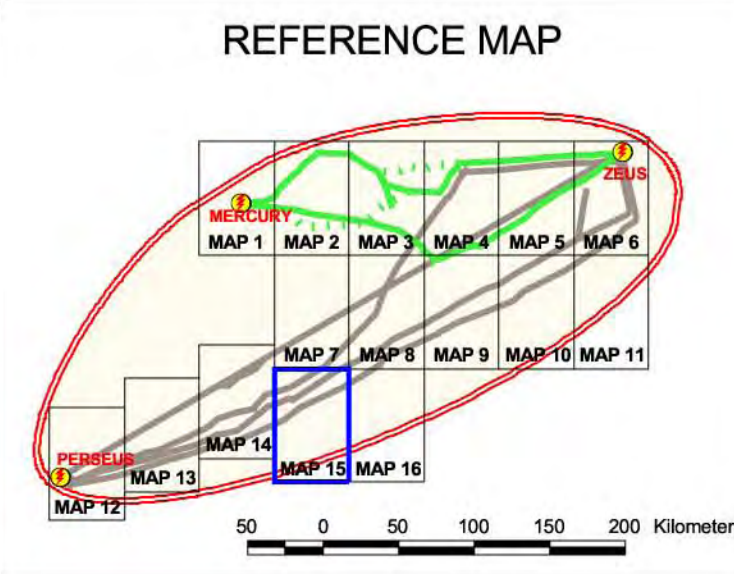 REFERENCE MAP
ZEUS
MERCURY
MAP 1
MAP 2
MAP 3
MAP 4
MAP 5
MAP 6
MAP 7
MAP 8
MAP 9
MAP 10
MAP 11
MAP 14
PERSEUS
MAP 13
MAP 15
MAP 16
MAP 12
50 0 50 100 150 200 Kilometer